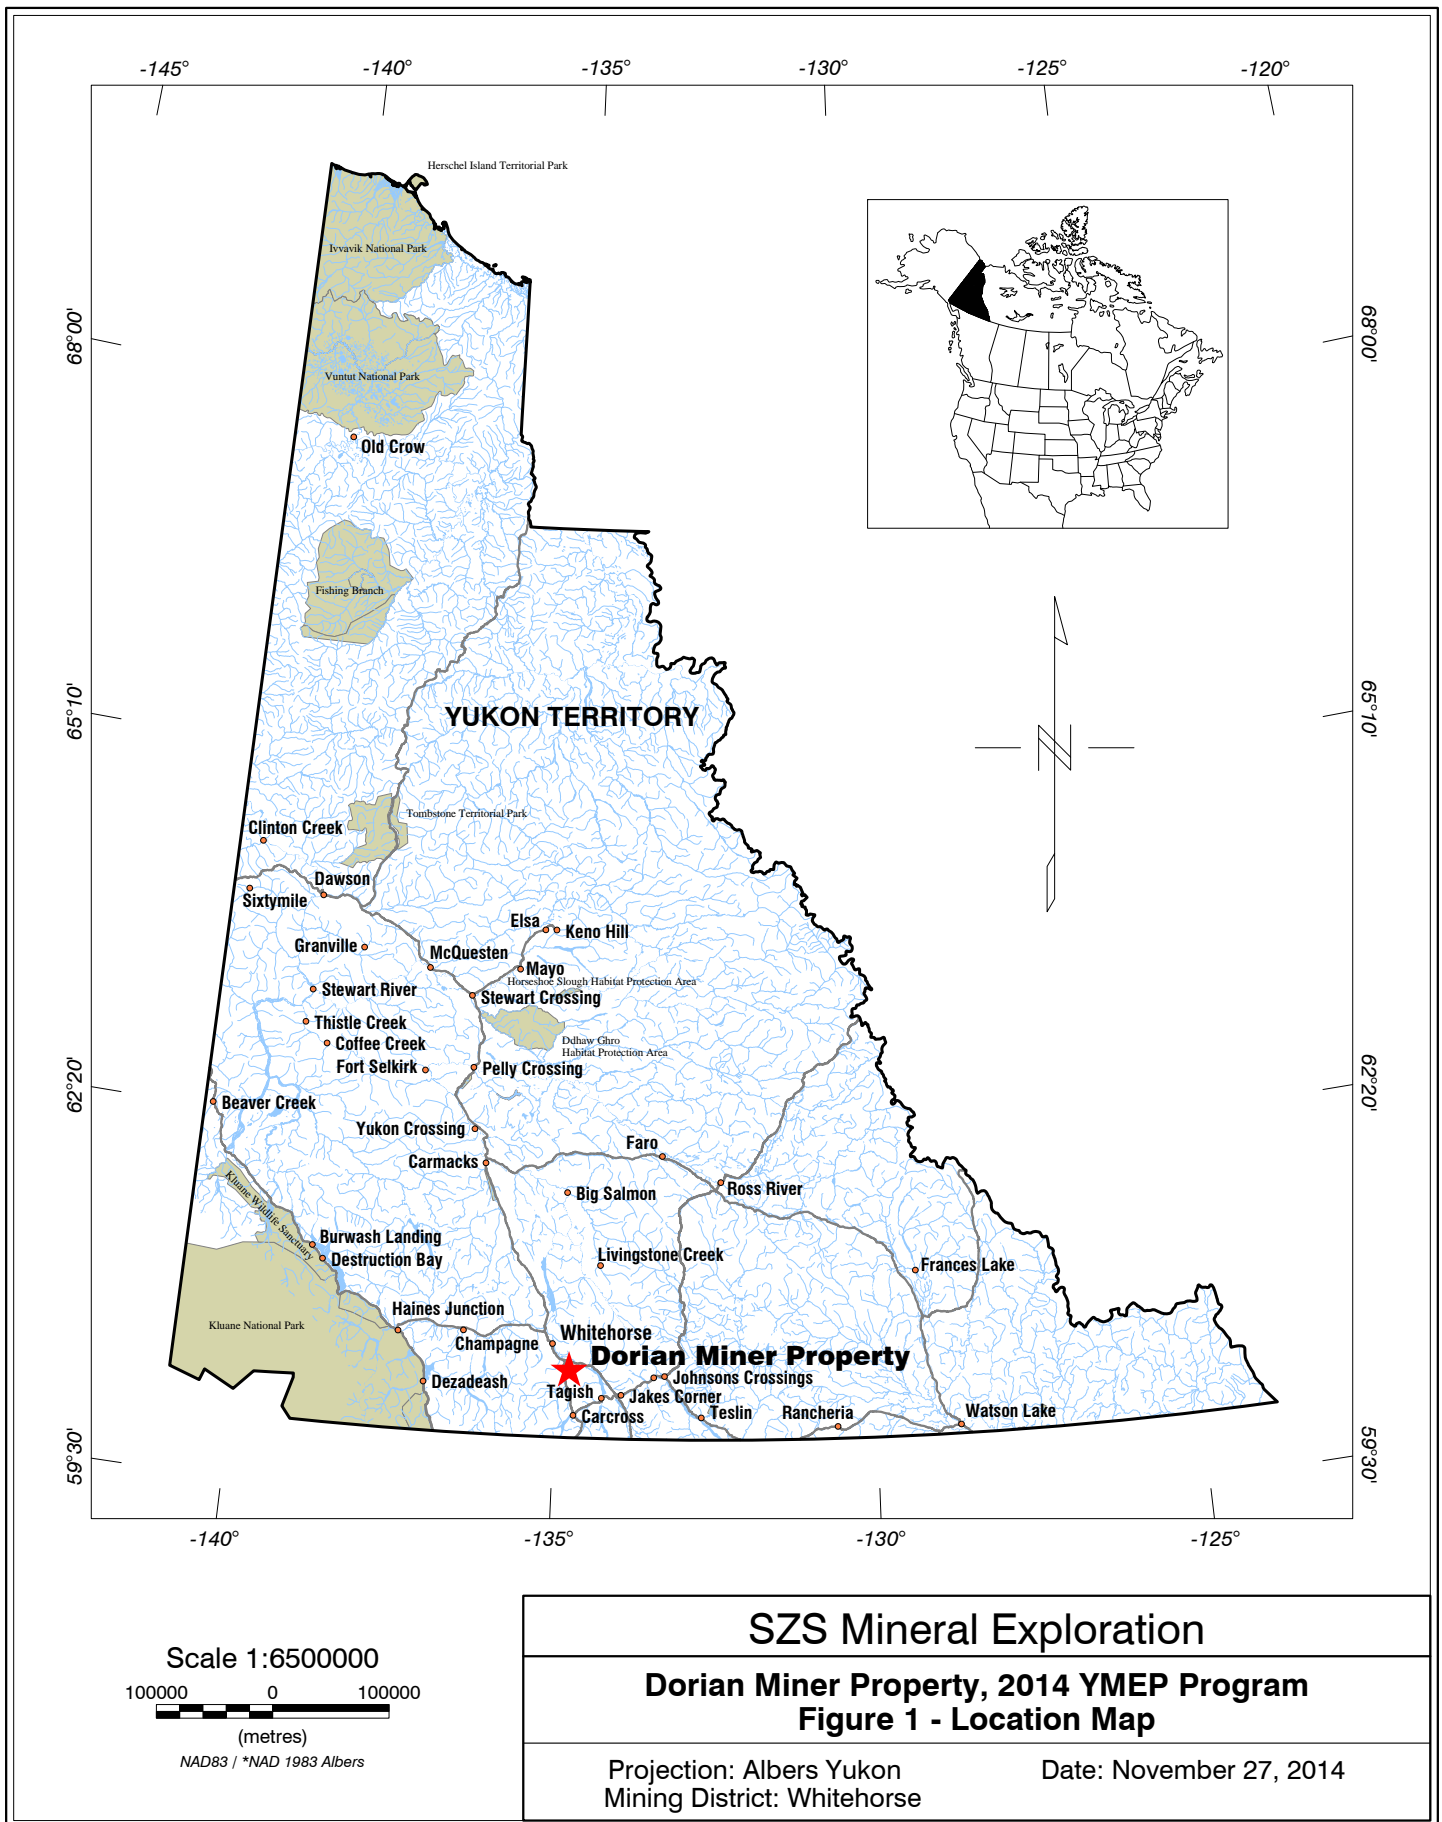 -145°
-140°
-135°
-130°
-125°
-120°
Herschel Island Territorial Park
Ivvavik National Park
68°00'
68°00'
Vuntut National Park
Old Crow
Fishing Branch
65°10'
65°10'
YUKON TERRITORY
N
Tombstone Territorial Park
Clinton Creek
Dawson
Sixtymile
Elsa
Keno Hill
Granville
McQuesten
Mayo
Horseshoe Slough Habitat Protection Area
Stewart River
Stewart Crossing
Thistle Creek
Coffee Creek
Ddhaw Ghro
Habitat Protection Area
Fort Selkirk
Pelly Crossing
62°20'
62°20'
Beaver Creek
Yukon Crossing
Faro
Carmacks
Ross River
Big Salmon
Kluane Wildlife Sanctuary
Burwash Landing
Destruction Bay
Livingstone Creek
Frances Lake
Haines Junction
Kluane National Park
Champagne
Whitehorse
Dorian Miner Property
Dezadeash
Johnsons Crossings
Tagish
Jakes Corner
Carcross
Teslin
Rancheria
Watson Lake
59°30'
59°30'
-140°
-135°
-130°
-125°
Scale 1:6500000
100000 0 100000
(metres)
NAD83 / *NAD 1983 Albers
SZS Mineral Exploration
Dorian Miner Property, 2014 YMEP Program
Figure 1 - Location Map
Projection: Albers Yukon
Date: November 27, 2014
Mining District: Whitehorse